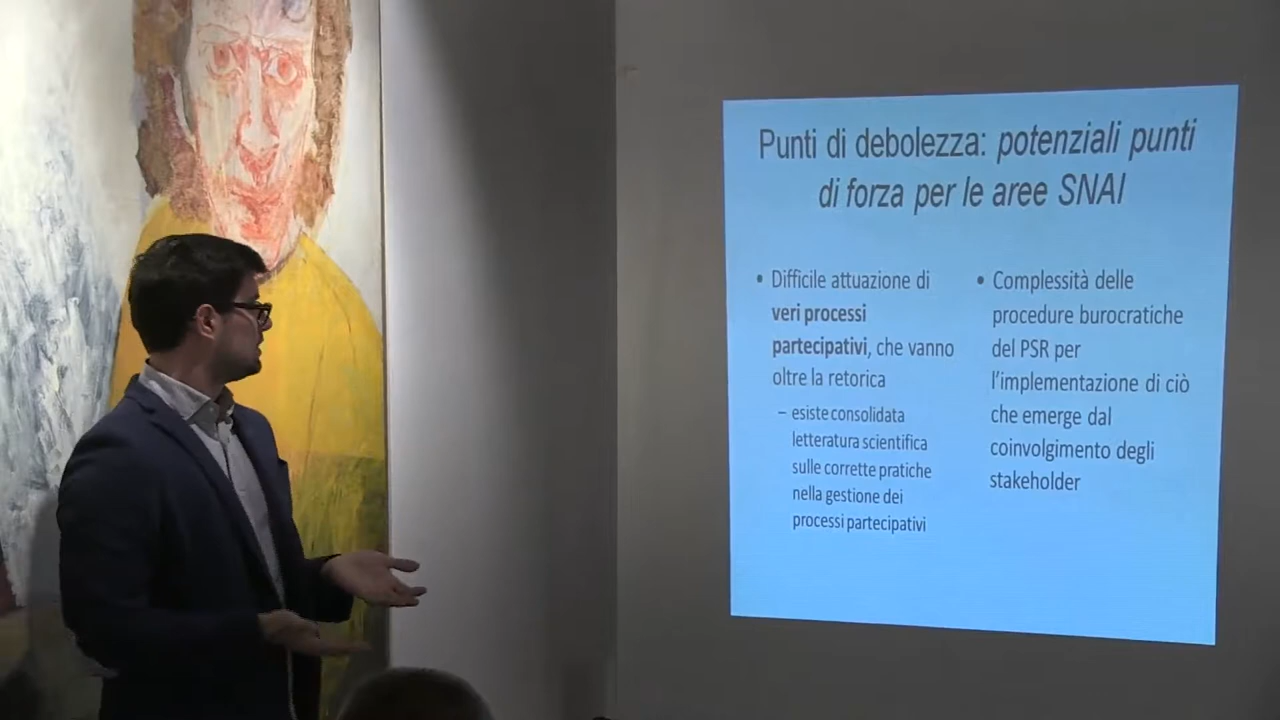 Punti di debolezza: potenziali punti
di forza per le aree SNAI
• Difficile attuazione di
veri processi
partecipativi, che vanno
oltre la retorica
– esiste consolidata
letteratura scientifica
sulle corrette pratiche
nella gestione dei
processi partecipativi
• Complessità delle
procedure burocratiche
del PSR per
l'implementazione di ciò
che emerge dal
coinvolgimento degli
stakeholder